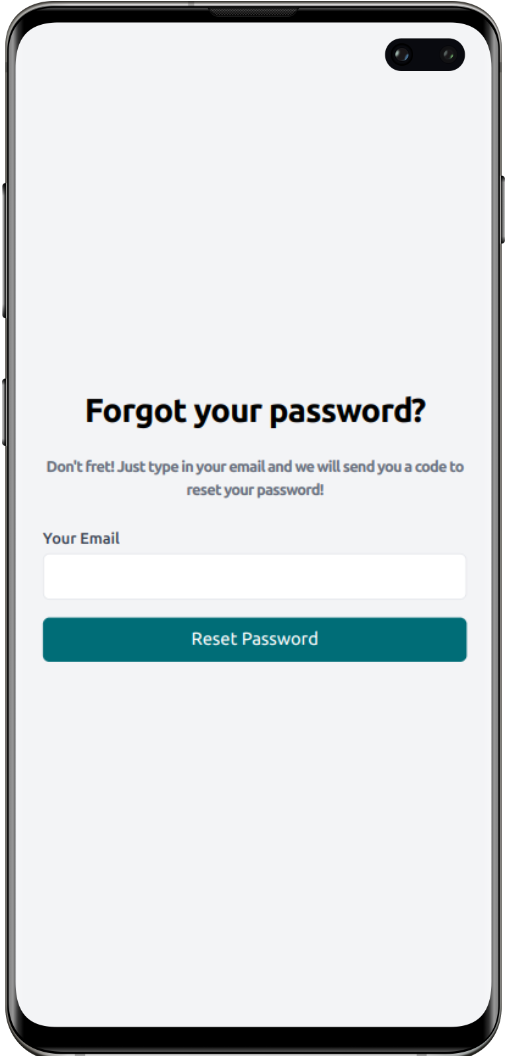 Forgot your password?
Don't fret! Just type in your email and we will send you a code to
reset your password!
Your Email
Reset Password